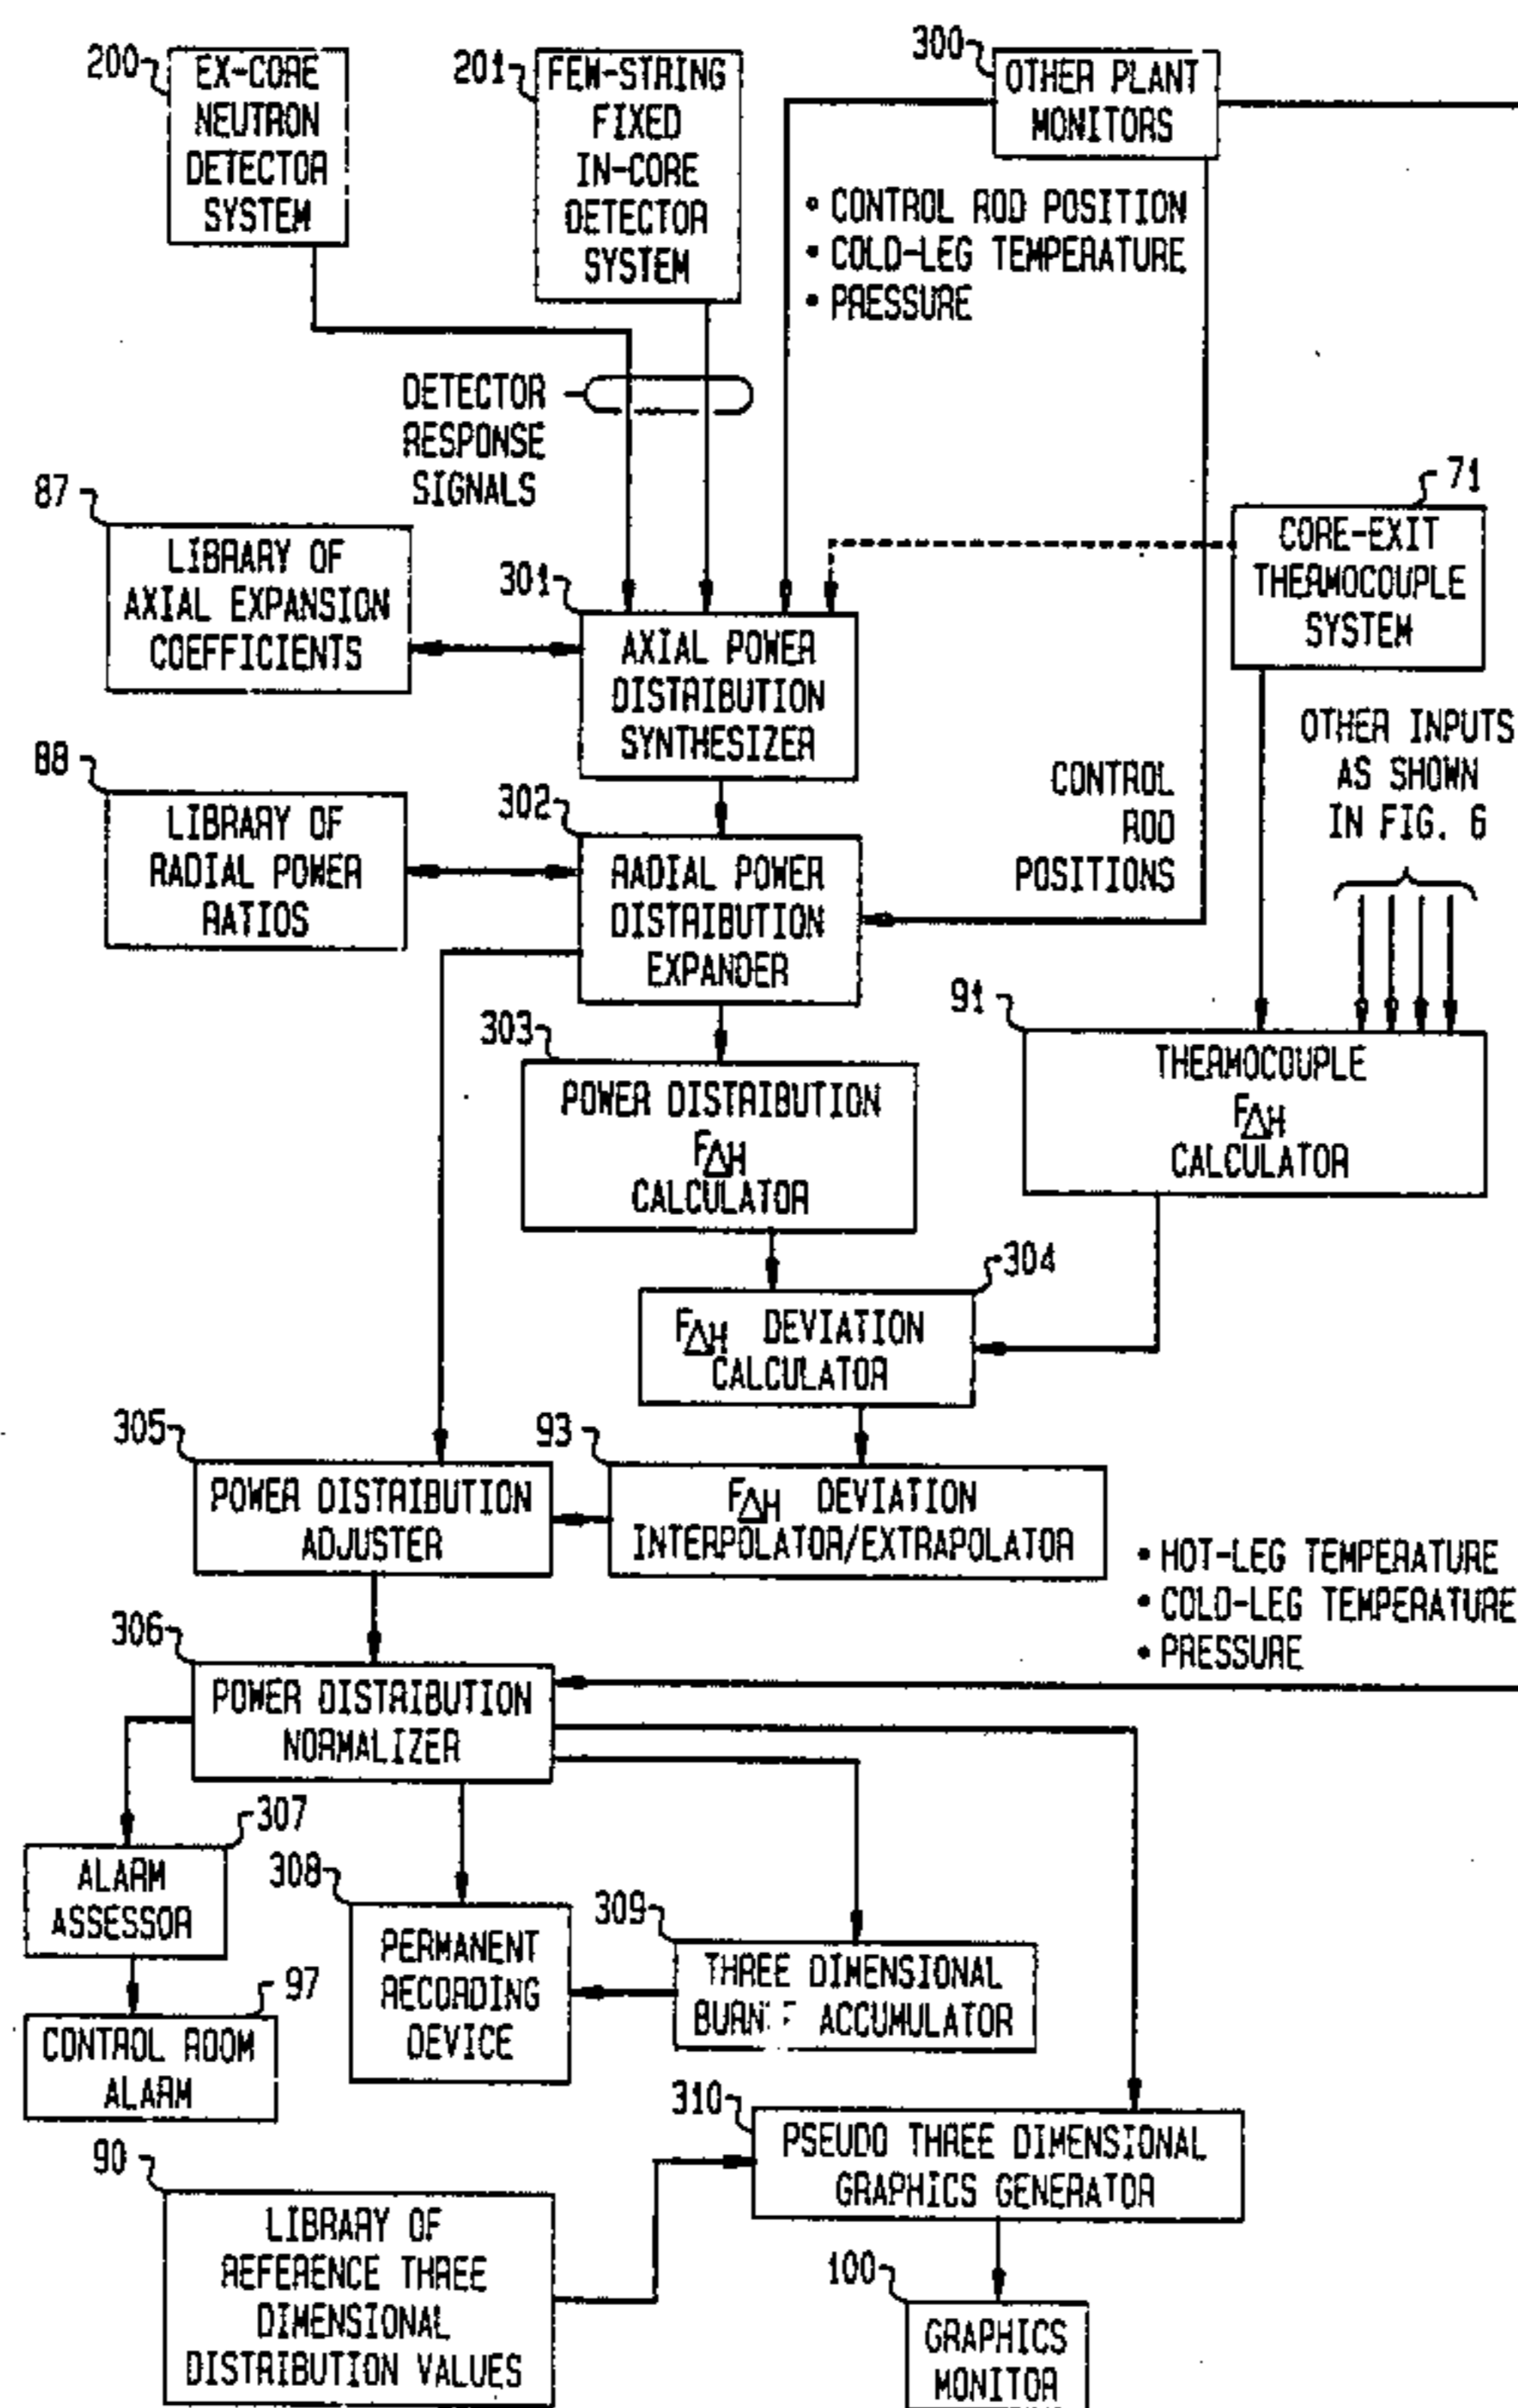 200
EX-CORE
NEUTRON
DETECTOR
SYSTEM
201
FEW-STRING
FIXED
IN-CORE
DETECTOR
SYSTEM
300
OTHER PLANT
MONITORS
• CONTROL ROD POSITION
• COLD-LEG TEMPERATURE
• PRESSURE
DETECTOR
RESPONSE
SIGNALS
87
LIBRARY OF
AXIAL EXPANSION
COEFFICIENTS
301
AXIAL POWER
DISTRIBUTION
SYNTHESIZER
71
CORE-EXIT
THERMOCOUPLE
SYSTEM
OTHER INPUTS
AS SHOWN
IN FIG. 6
88
LIBRARY OF
RADIAL POWER
RATIOS
302
RADIAL POWER
DISTRIBUTION
EXPANDER
CONTROL
ROD
POSITIONS
303
POWER DISTRIBUTION
FΔH
CALCULATOR
91
THERMOCOUPLE
FΔH
CALCULATOR
304
FΔH DEVIATION
CALCULATOR
305
POWER DISTRIBUTION
ADJUSTER
93
FΔH DEVIATION
INTERPOLATOR/EXTRAPOLATOR
• HOT-LEG TEMPERATURE
• COLD-LEG TEMPERATURE
• PRESSURE
306
POWER DISTRIBUTION
NORMALIZER
307
ALARM
ASSESSOR
308
PERMANENT
RECORDING
DEVICE
309
THREE DIMENSIONAL
ACCUMULATOR
97
CONTROL ROOM
ALARM
310
PSEUDO THREE DIMENSIONAL
GRAPHICS GENERATOR
90
LIBRARY OF
REFERENCE THREE
DIMENSIONAL
DISTRIBUTION VALUES
100
GRAPHICS
MONITOR